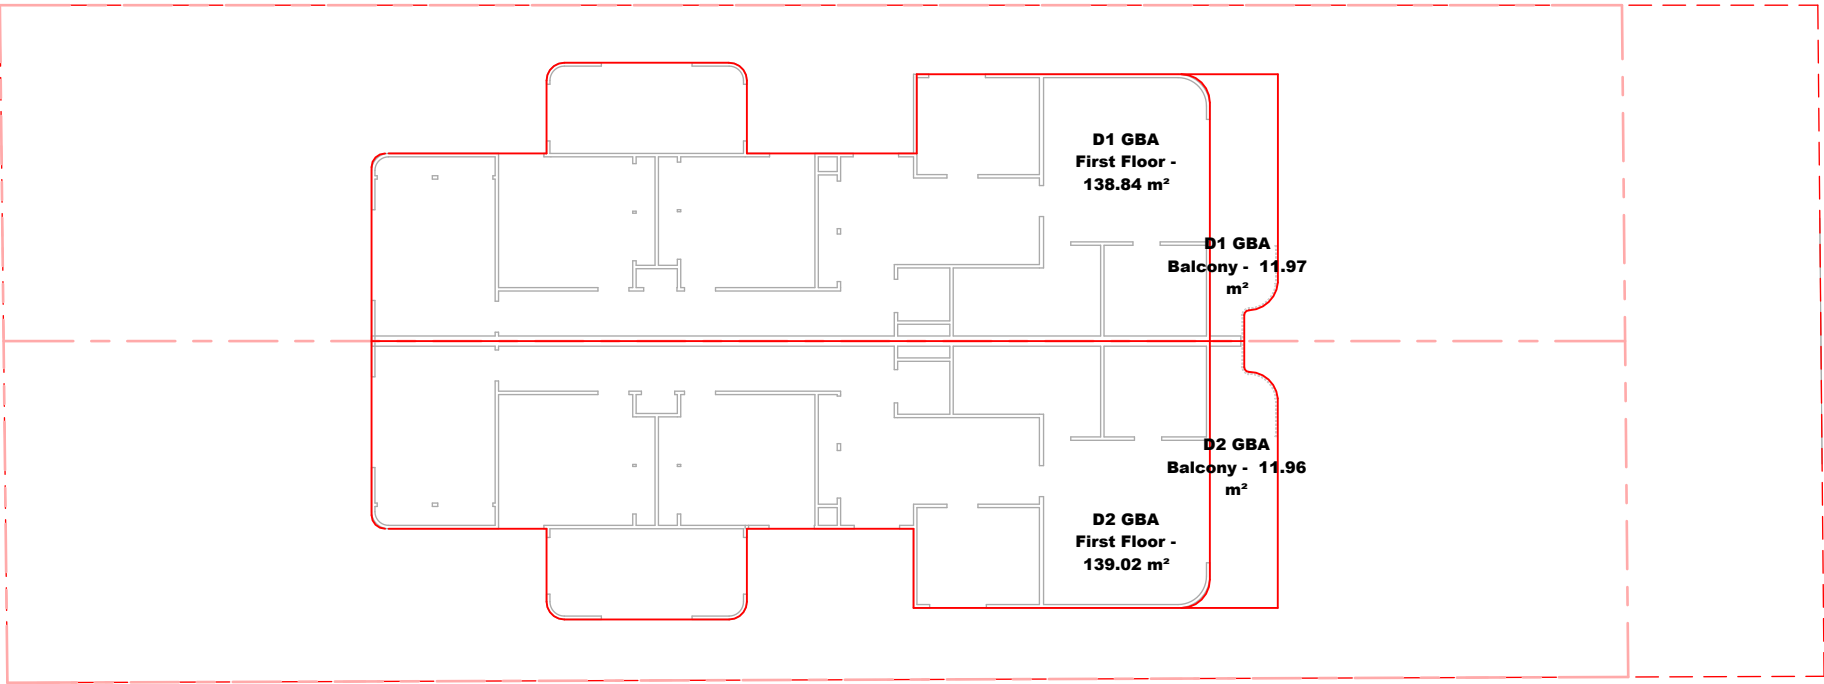 D1 GBA
First Floor -
138.84 m²
D1 GBA
Balcony - 11.97
m²
D2 GBA
Balcony - 11.96
m²
D2 GBA
First Floor -
139.02 m²